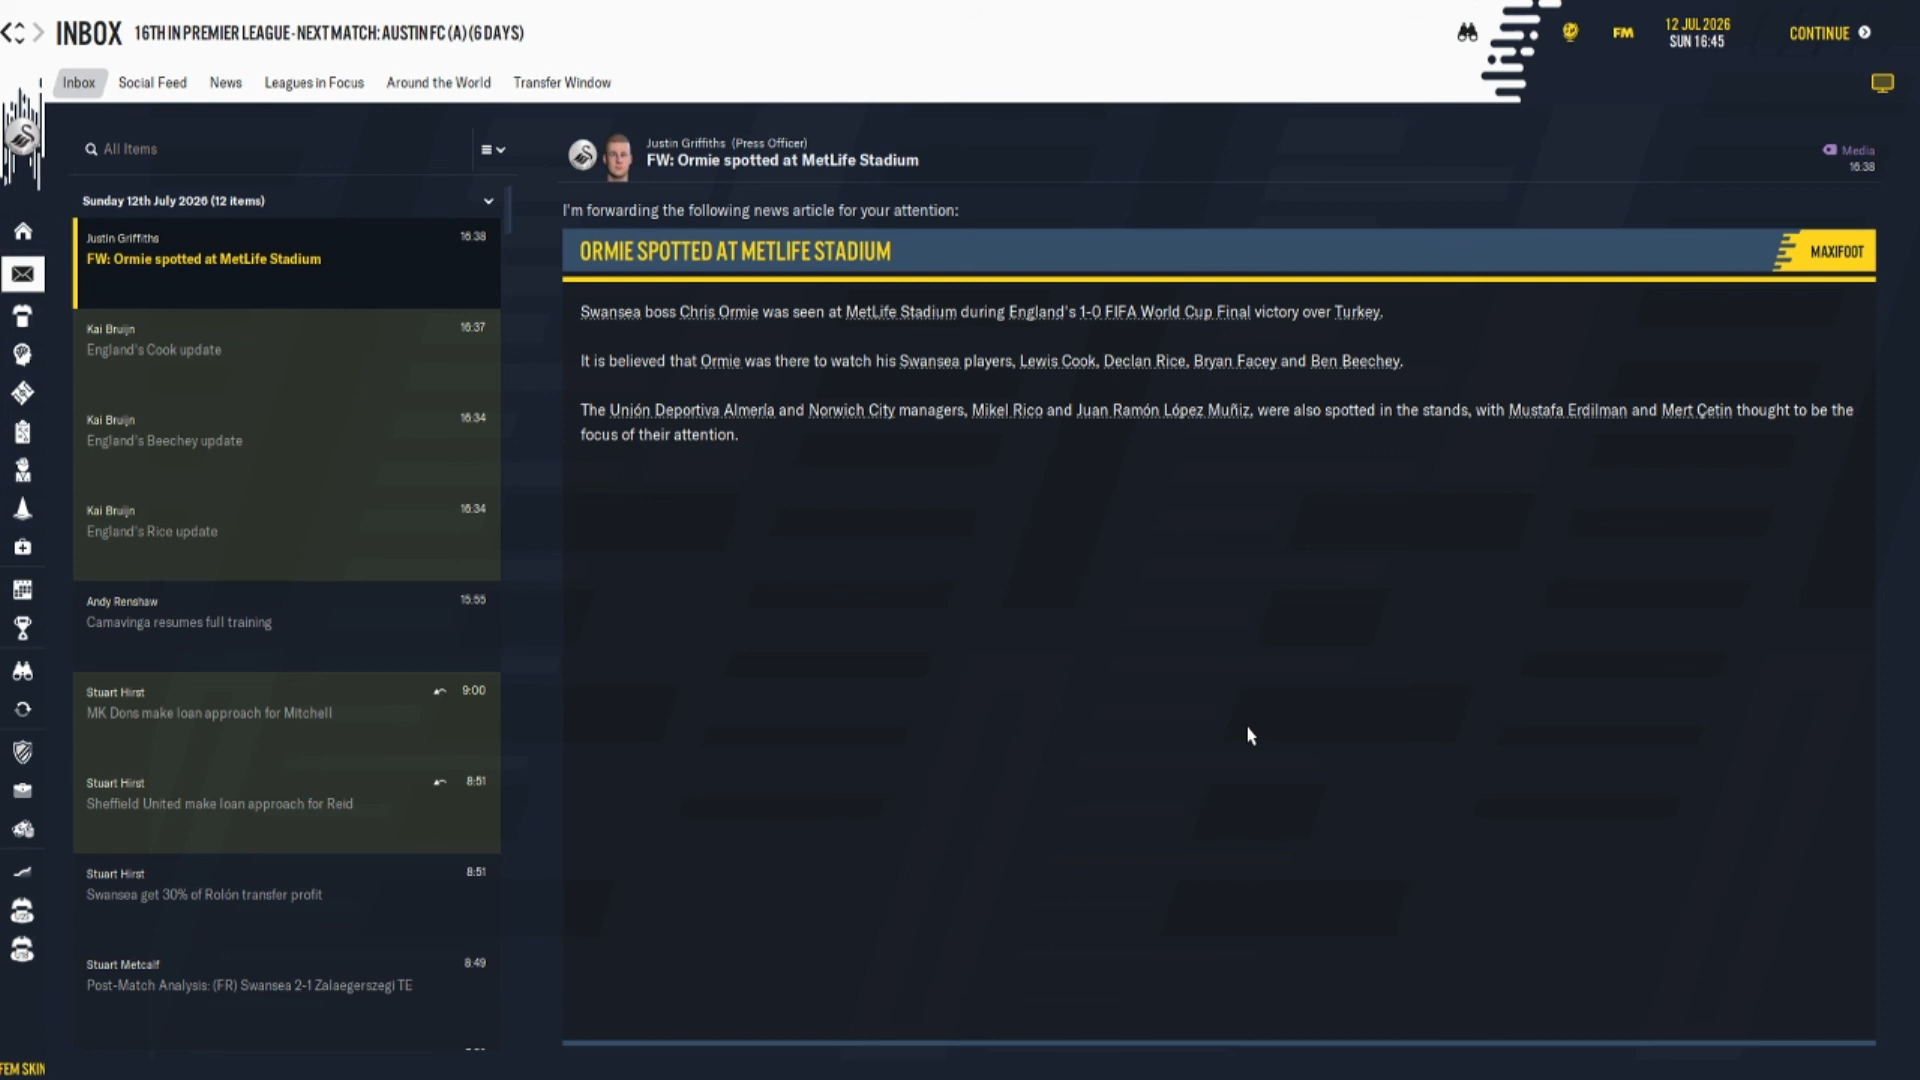 INBOX
16TH IN PREMIER LEAGUE - NEXT MATCH: AUSTIN FC (A) (6 DAYS)
FM
12 JUL 2026
SUN 16:45
CONTINUE
Inbox
Social Feed
News
Leagues in Focus
Around the World
Transfer Window
All Items
Sunday 12th July 2026 (12 items)
Justin Griffiths
16:38
FW: Ormie spotted at MetLife Stadium
Kai Bruijn
16:37
England's Cook update
Kai Bruijn
16:34
England's Beechey update
Kai Bruijn
16:34
England's Rice update
Andy Renshaw
15:55
Camavinga resumes full training
Stuart Hirst
9:00
MK Dons make loan approach for Mitchell
Stuart Hirst
8:51
Sheffield United make loan approach for Reid
Stuart Hirst
8:51
Swansea get 30% of Rolón transfer profit
Stuart Metcalf
8:49
Post-Match Analysis: (FR) Swansea 2-1 Zalaegerszegi TE
Justin Griffiths (Press Officer)
FW: Ormie spotted at MetLife Stadium
Media
16:38
I'm forwarding the following news article for your attention:
ORMIE SPOTTED AT METLIFE STADIUM
MAXIFOOT
Swansea boss Chris Ormie was seen at MetLife Stadium during England's 1-0 FIFA World Cup Final victory over Turkey.
It is believed that Ormie was there to watch his Swansea players, Lewis Cook, Declan Rice, Bryan Facey and Ben Beechey.
The Unión Deportiva Almería and Norwich City managers, Mikel Rico and Juan Ramón López Muñiz, were also spotted in the stands, with Mustafa Erdilman and Mert Çetin thought to be the
focus of their attention.
FEM SKIN